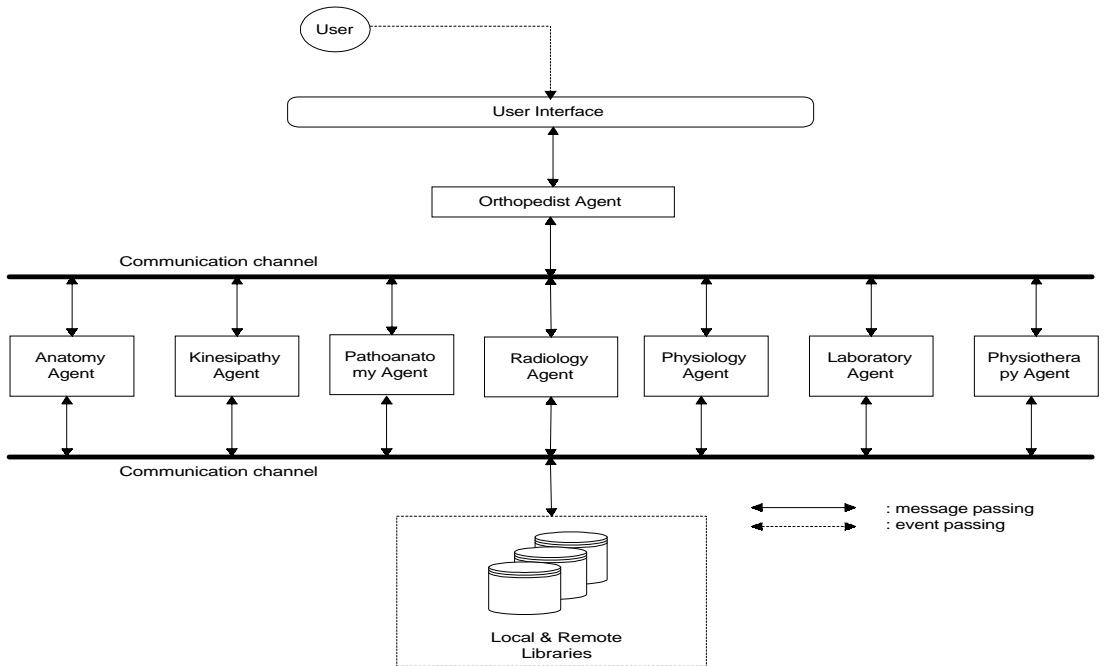 User
User Interface
Orthopedist Agent
Communication channel
Anatomy
Agent
Kinesipathy
Agent
Pathoanato
my Agent
Radiology
Agent
Physiology
Agent
Laboratory
Agent
Physiothera
py Agent
Communication channel
: message passing
: event passing
Local & Remote
Libraries